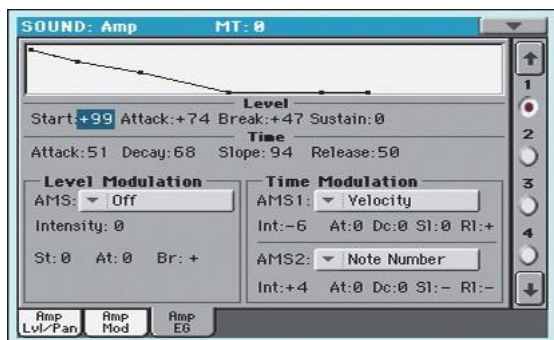 SOUND: Amp MT: 0
Level
Start:+99 Attack:+74 Break:+47 Sustain:0
Time
Attack:51 Decay:68 Slope:94 Release:50
Level Modulation
AMS: Off
Intensity: 0
St:0 At:0 Br: +
Time Modulation
AMS1: Velocity
Int:-6 At:0 Dc:0 Sl:0 Rl:+
AMS2: Note Number
Int:+4 At:0 Dc:0 Sl:- Rl:-
1
2
3
4
Amp Lvl/Pan
Amp Mod
Amp EG